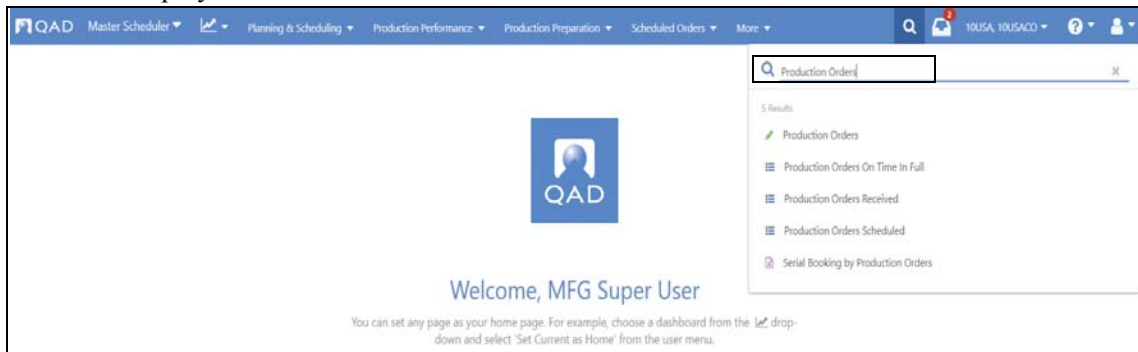 QAD Master Scheduler Planning & Scheduling Production Performance Production Preparation Scheduled Orders More 2 10USA, 10USACO ?
Production Orders
5 Results
Production Orders
Production Orders On Time In Full
Production Orders Received
Production Orders Scheduled
Serial Booking by Production Orders
QAD
Welcome, MFG Super User
You can set any page as your home page. For example, choose a dashboard from the drop-
down and select 'Set Current as Home' from the user menu.